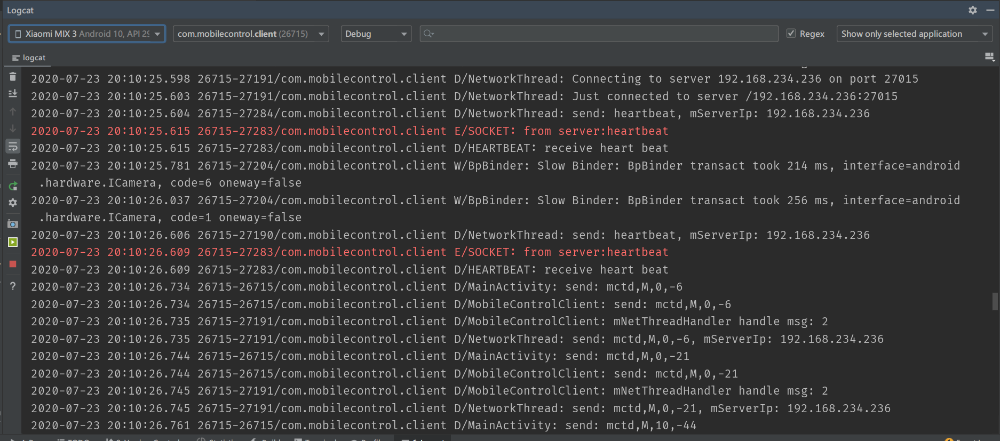 Logcat
Xiaomi MIX 3 Android 10, API 29
com.mobilecontrol.client (26715)
Debug
Regex
Show only selected application
logcat
2020-07-23 20:10:25.598 26715-27191/com.mobilecontrol.client D/NetworkThread: Connecting to server 192.168.234.236 on port 27015
2020-07-23 20:10:25.603 26715-27191/com.mobilecontrol.client D/NetworkThread: Just connected to server /192.168.234.236:27015
2020-07-23 20:10:25.604 26715-27284/com.mobilecontrol.client D/NetworkThread: send: heartbeat, mServerIp: 192.168.234.236
2020-07-23 20:10:25.615 26715-27283/com.mobilecontrol.client E/SOCKET: from server:heartbeat
2020-07-23 20:10:25.615 26715-27283/com.mobilecontrol.client D/HEARTBEAT: receive heart beat
2020-07-23 20:10:25.781 26715-27204/com.mobilecontrol.client W/BpBinder: Slow Binder: BpBinder transact took 214 ms, interface=android
.hardware.ICamera, code=6 oneway=false
2020-07-23 20:10:26.037 26715-27204/com.mobilecontrol.client W/BpBinder: Slow Binder: BpBinder transact took 256 ms, interface=android
.hardware.ICamera, code=1 oneway=false
2020-07-23 20:10:26.606 26715-27190/com.mobilecontrol.client D/NetworkThread: send: heartbeat, mServerIp: 192.168.234.236
2020-07-23 20:10:26.609 26715-27283/com.mobilecontrol.client E/SOCKET: from server:heartbeat
2020-07-23 20:10:26.609 26715-27283/com.mobilecontrol.client D/HEARTBEAT: receive heart beat
2020-07-23 20:10:26.734 26715-26715/com.mobilecontrol.client D/MainActivity: send: mctd,M,0,-6
2020-07-23 20:10:26.734 26715-26715/com.mobilecontrol.client D/MobileControlClient: send: mctd,M,0,-6
2020-07-23 20:10:26.735 26715-27191/com.mobilecontrol.client D/MobileControlClient: mNetThreadHandler handle msg: 2
2020-07-23 20:10:26.735 26715-27191/com.mobilecontrol.client D/NetworkThread: send: mctd,M,0,-6, mServerIp: 192.168.234.236
2020-07-23 20:10:26.744 26715-26715/com.mobilecontrol.client D/MainActivity: send: mctd,M,0,-21
2020-07-23 20:10:26.744 26715-26715/com.mobilecontrol.client D/MobileControlClient: send: mctd,M,0,-21
2020-07-23 20:10:26.745 26715-27191/com.mobilecontrol.client D/MobileControlClient: mNetThreadHandler handle msg: 2
2020-07-23 20:10:26.745 26715-27191/com.mobilecontrol.client D/NetworkThread: send: mctd,M,0,-21, mServerIp: 192.168.234.236
2020-07-23 20:10:26.761 26715-26715/com.mobilecontrol.client D/MainActivity: send: mctd,M,10,-44